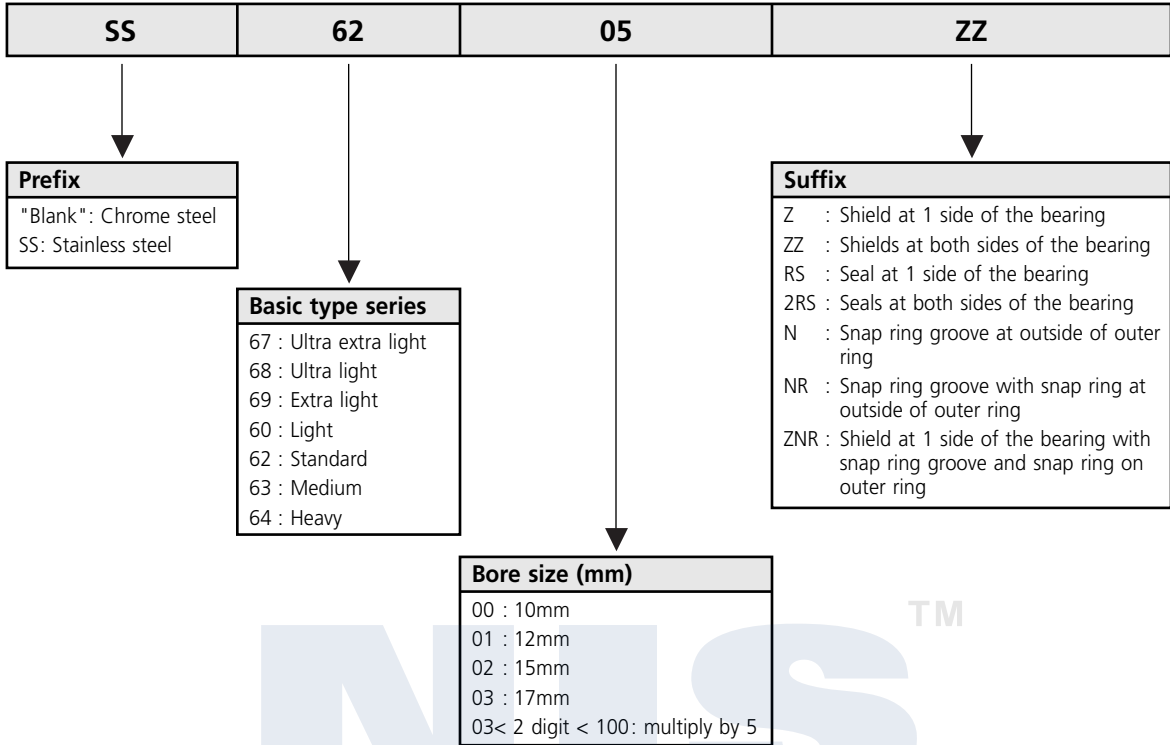 SS 62 05 ZZ
Prefix
"Blank": Chrome steel
SS: Stainless steel
Basic type series
67 : Ultra extra light
68 : Ultra light
69 : Extra light
60 : Light
62 : Standard
63 : Medium
64 : Heavy
Bore size (mm)
00 : 10mm
01 : 12mm
02 : 15mm
03 : 17mm
03< 2 digit < 100: multiply by 5
Suffix
Z : Shield at 1 side of the bearing
ZZ : Shields at both sides of the bearing
RS : Seal at 1 side of the bearing
2RS : Seals at both sides of the bearing
N : Snap ring groove at outside of outer
ring
NR : Snap ring groove with snap ring at
outside of outer ring
ZNR : Shield at 1 side of the bearing with
snap ring groove and snap ring on
outer ring
TM